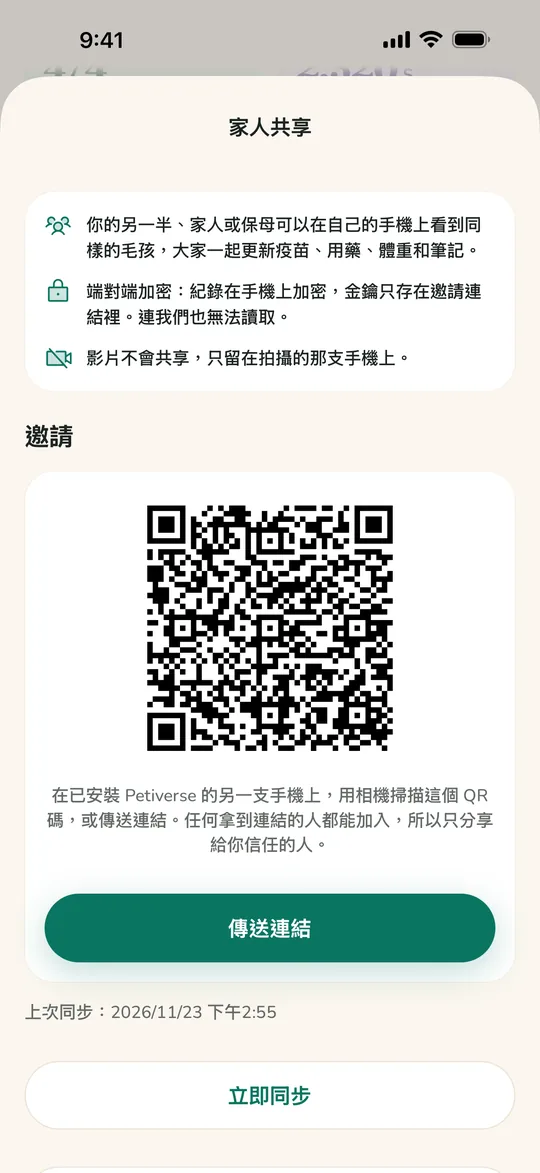 9:41
家人共享
你的另一半、家人或保母可以在自己的手機上看到同
樣的毛孩，大家一起更新疫苗、用藥、體重和筆記。
端對端加密：紀錄在手機上加密，金鑰只存在邀請連
結裡。連我們也無法讀取。
影片不會共享，只留在拍攝的那支手機上。
邀請
在已安裝 Petiverse 的另一支手機上，用相機掃描這個 QR
碼，或傳送連結。任何拿到連結的人都能加入，所以只分享
給你信任的人。
傳送連結
上次同步：2026/11/23 下午2:55
立即同步